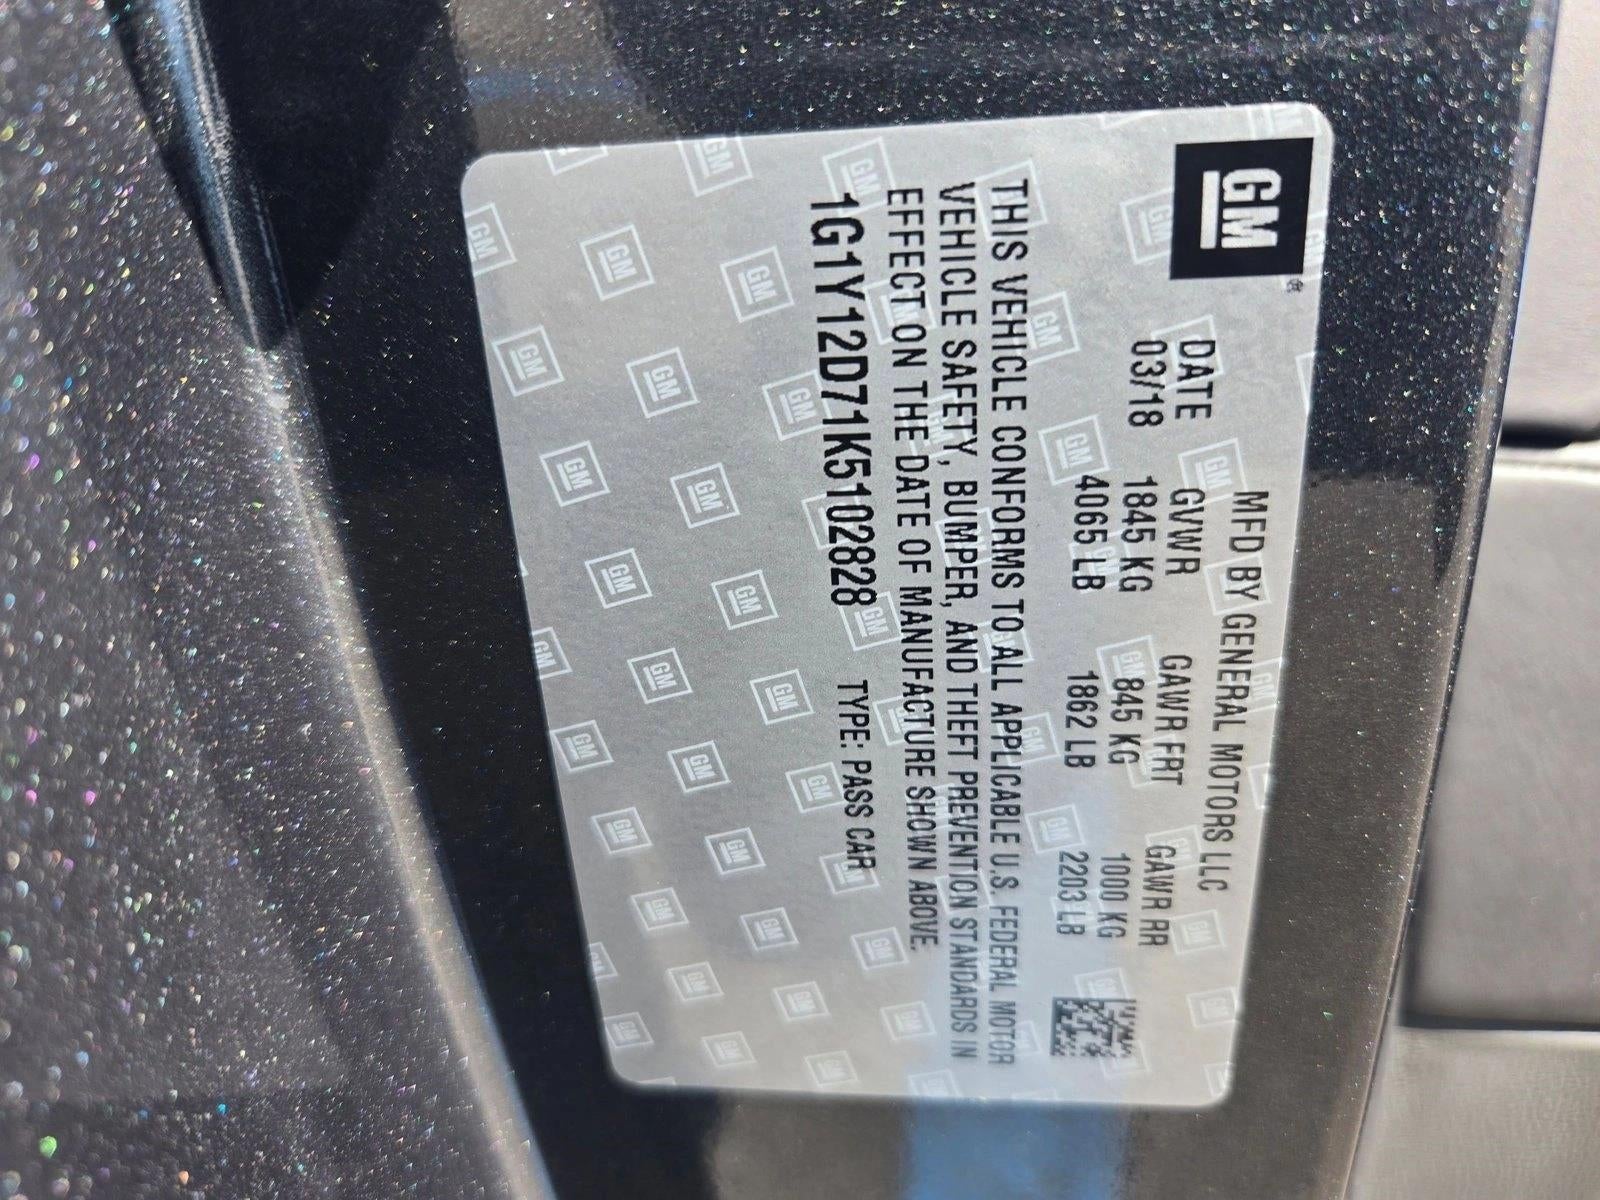 GM
MFD BY GENERAL MOTORS LLC
DATE GVWR GAWR FRT GAWR RR
03/18 1845 KG 845 KG 1000 KG
4065 LB 1862 LB 2203 LB
THIS VEHICLE CONFORMS TO ALL APPLICABLE U.S. FEDERAL MOTOR
VEHICLE SAFETY, BUMPER, AND THEFT PREVENTION STANDARDS IN
EFFECT ON THE DATE OF MANUFACTURE SHOWN ABOVE.
1G1Y12D71K5102828 TYPE: PASS CAR